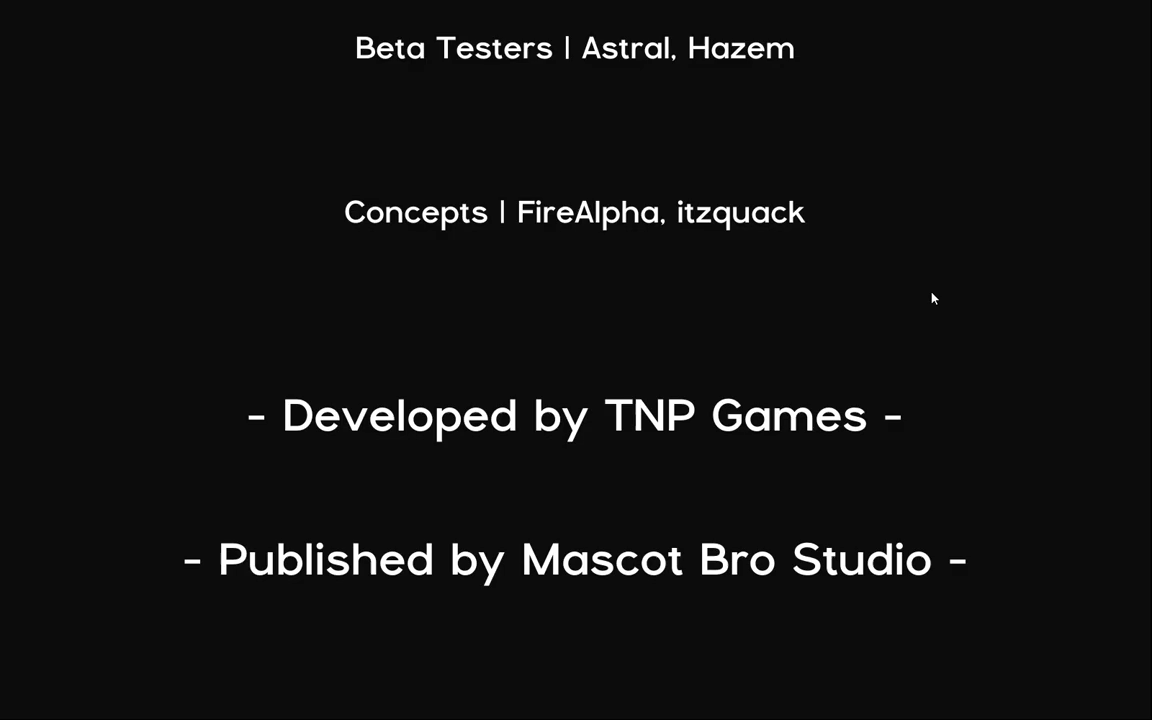 Beta Testers | Astral, Hazem
Concepts | FireAlpha, itzquack
- Developed by TNP Games -
- Published by Mascot Bro Studio -